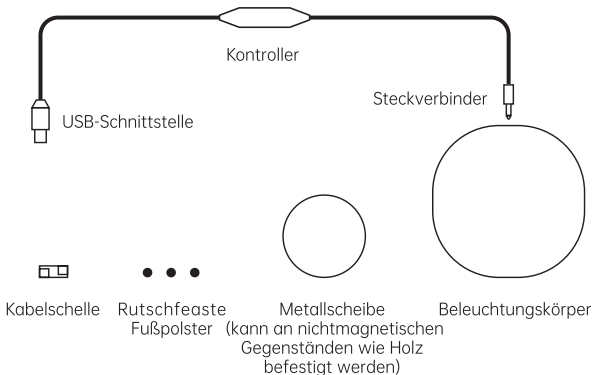 Kontroller
Steckverbinder
USB-Schnittstelle
Kabelschelle
Rutschfeaste
Fußpolster
Metallscheibe
(kann an nichtmagnetischen
Gegenständen wie Holz
befestigt werden)
Beleuchtungskörper